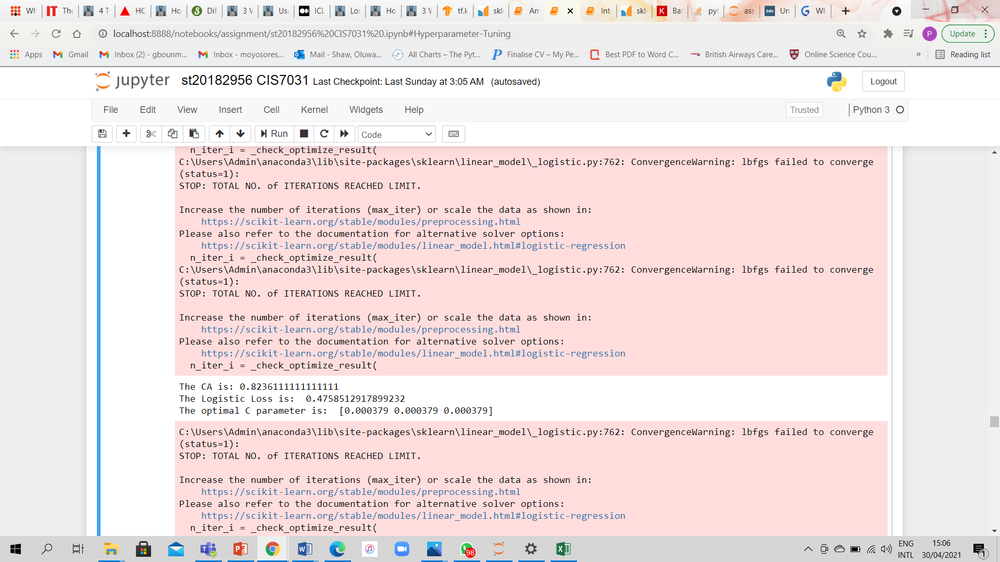 Wh
The
4 T
HC
Ho
Dif
3 V
Us
ICL
Los
Ho
3 V
tf.k
skl
Am
Int
skl
Bat
pyt
ass
Un
Wh
localhost:8888/notebooks/assignment/st20182956%20CIS7031%20.ipynb#Hyperparameter-Tuning
P
Update
Apps
Gmail
Inbox (2) - gbounm...
Inbox - moyosores...
Mail - Shaw, Oluwa...
All Charts – The Pyt...
Finalise CV – My Pe...
Best PDF to Word C...
British Airways Care...
Online Science Cou...
»
Reading list
jupyter st20182956 CIS7031 Last Checkpoint: Last Sunday at 3:05 AM (autosaved)
Logout
File Edit View Insert Cell Kernel Widgets Help
Trusted
Python 3
Run
Code
n_iter_i = _check_optimize_result(
C:\Users\Admin\anaconda3\lib\site-packages\sklearn\linear_model\_logistic.py:762: ConvergenceWarning: lbfgs failed to converge
(status=1):
STOP: TOTAL NO. of ITERATIONS REACHED LIMIT.
Increase the number of iterations (max_iter) or scale the data as shown in:
https://scikit-learn.org/stable/modules/preprocessing.html
Please also refer to the documentation for alternative solver options:
https://scikit-learn.org/stable/modules/linear_model.html#logistic-regression
n_iter_i = _check_optimize_result(
C:\Users\Admin\anaconda3\lib\site-packages\sklearn\linear_model\_logistic.py:762: ConvergenceWarning: lbfgs failed to converge
(status=1):
STOP: TOTAL NO. of ITERATIONS REACHED LIMIT.
Increase the number of iterations (max_iter) or scale the data as shown in:
https://scikit-learn.org/stable/modules/preprocessing.html
Please also refer to the documentation for alternative solver options:
https://scikit-learn.org/stable/modules/linear_model.html#logistic-regression
n_iter_i = _check_optimize_result(
The CA is: 0.8236111111111111
The Logistic Loss is:  0.4758512917899232
The optimal C parameter is:  [0.000379 0.000379 0.000379]
C:\Users\Admin\anaconda3\lib\site-packages\sklearn\linear_model\_logistic.py:762: ConvergenceWarning: lbfgs failed to converge
(status=1):
STOP: TOTAL NO. of ITERATIONS REACHED LIMIT.
Increase the number of iterations (max_iter) or scale the data as shown in:
https://scikit-learn.org/stable/modules/preprocessing.html
Please also refer to the documentation for alternative solver options:
https://scikit-learn.org/stable/modules/linear_model.html#logistic-regression
n_iter_i = _check_optimize_result(
98
ENG
INTL
15:06
30/04/2021
1